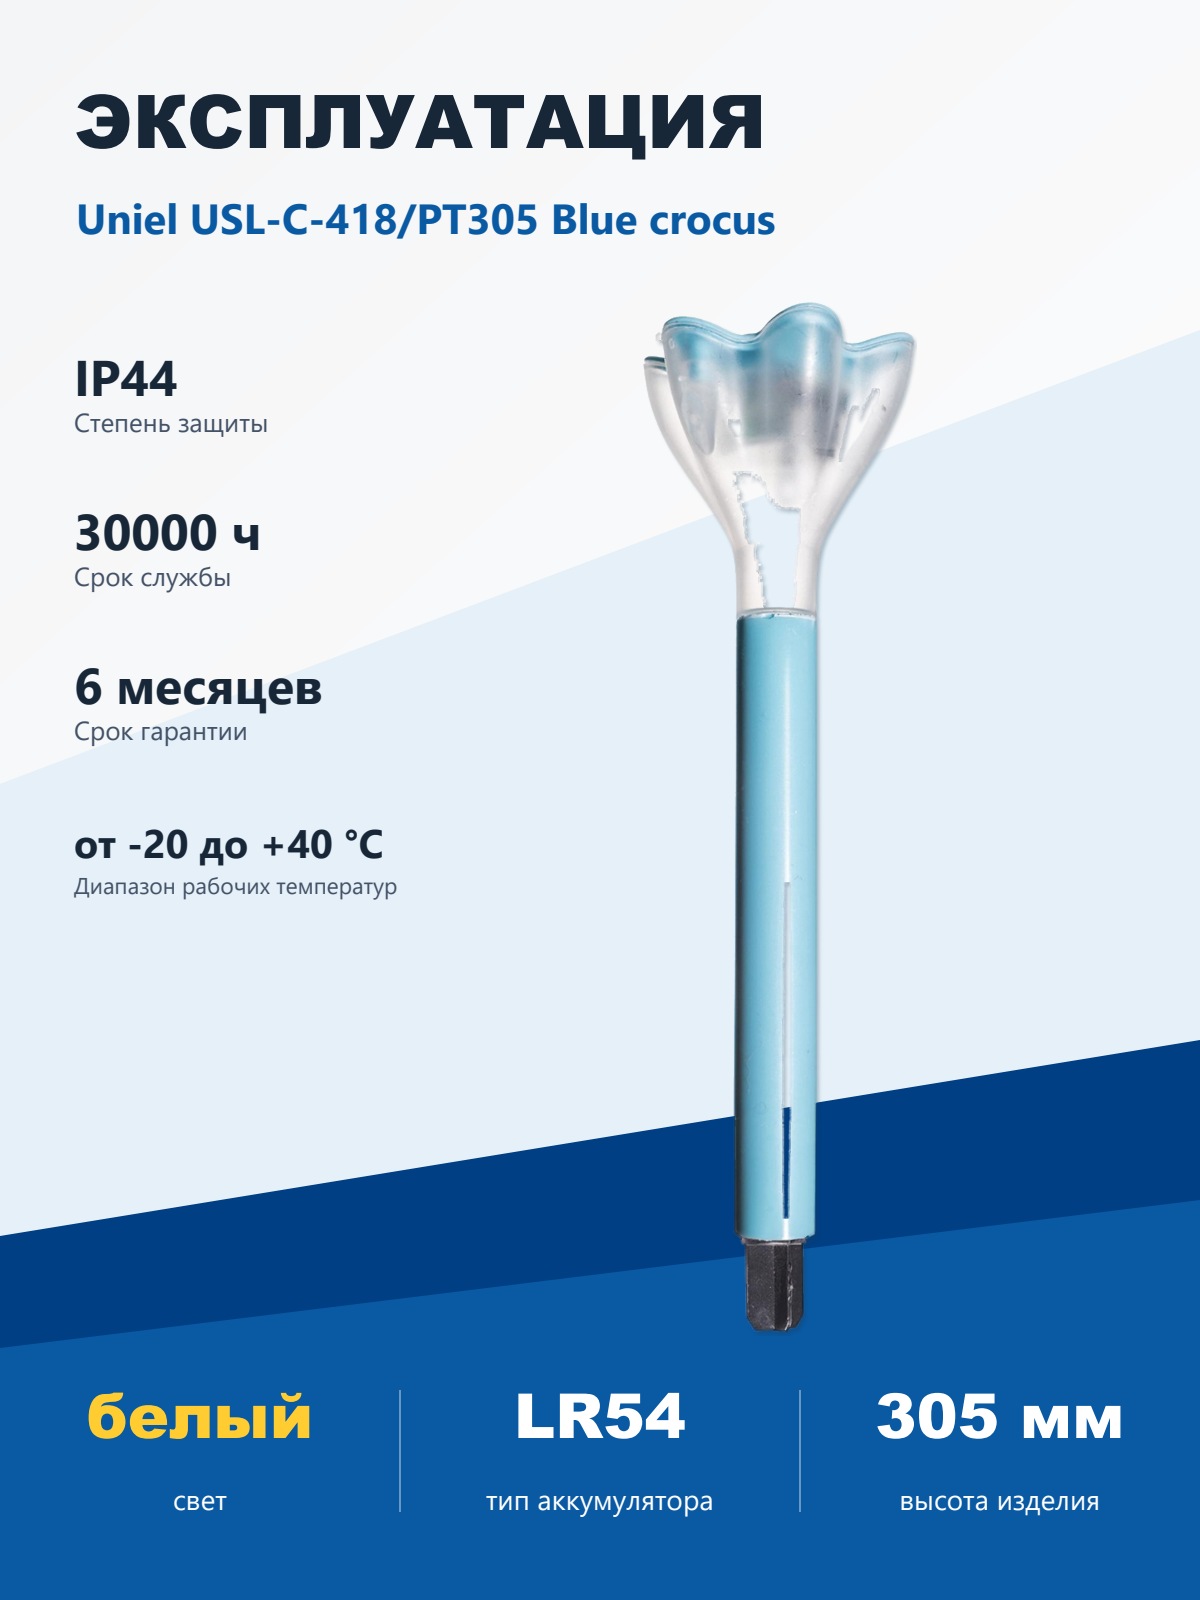 ЭКСПЛУАТАЦИЯ
Uniel USL-C-418/PT305 Blue crocus
IP44
Степень защиты
30000 ч
Срок службы
6 месяцев
Срок гарантии
от -20 до +40 °C
Диапазон рабочих температур
белый
свет
LR54
тип аккумулятора
305 мм
высота изделия